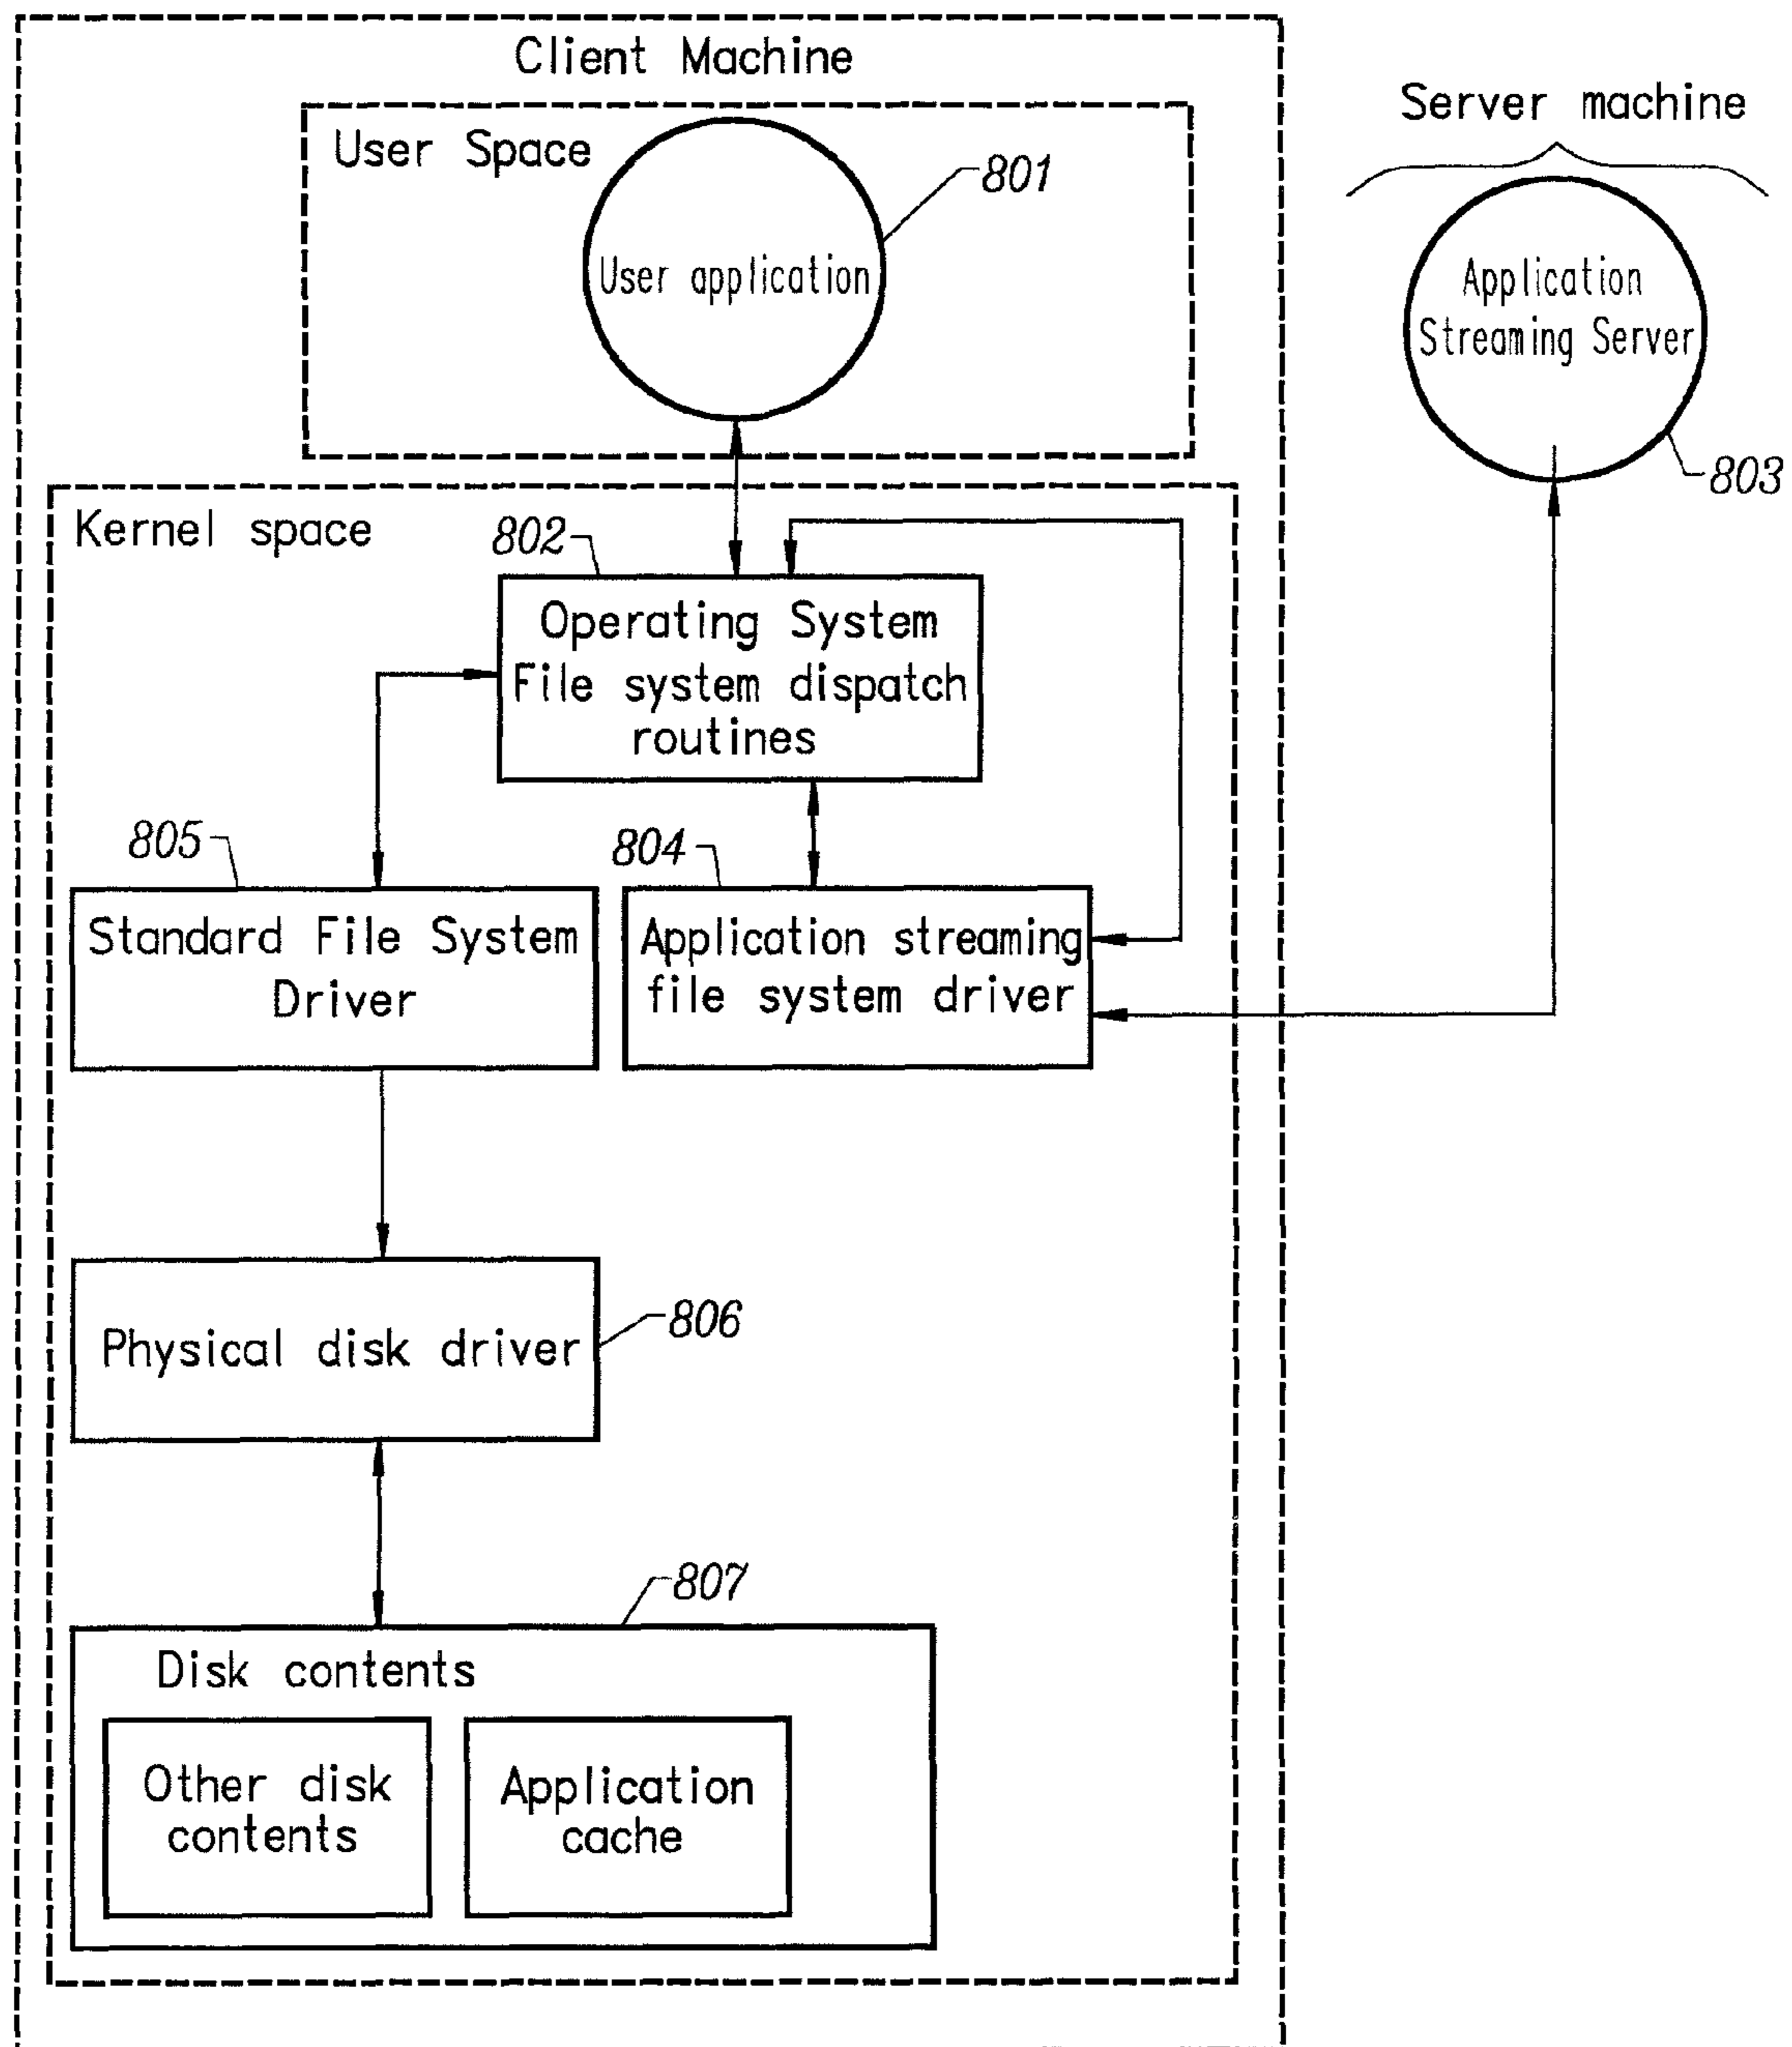 Client Machine
Server machine
User Space
801
User application
Application
Streaming Server
803
Kernel space
802
Operating System
File system dispatch
routines
805
804
Standard File System
Driver
Application streaming
file system driver
806
Physical disk driver
807
Disk contents
Other disk
contents
Application
cache